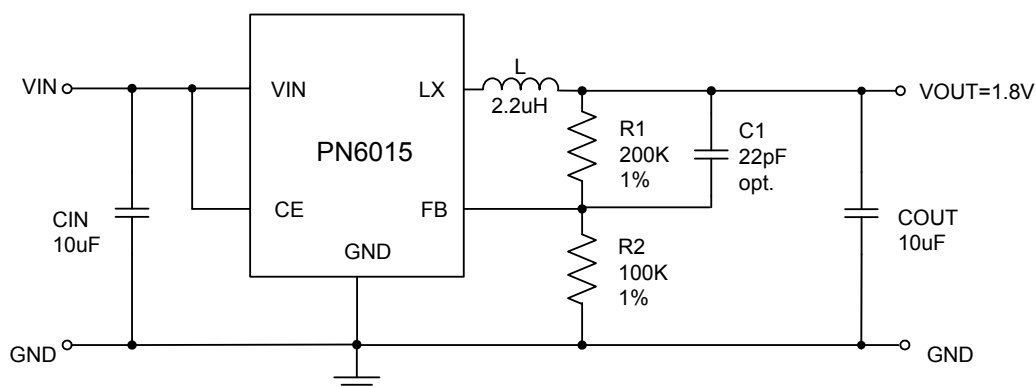 L
VIN
VIN
LX
VOUT=1.8V
2.2uH
R1
200K
1%
C1
22pF
opt.
PN6015
CIN
10uF
CE
FB
COUT
10uF
GND
R2
100K
1%
GND
GND